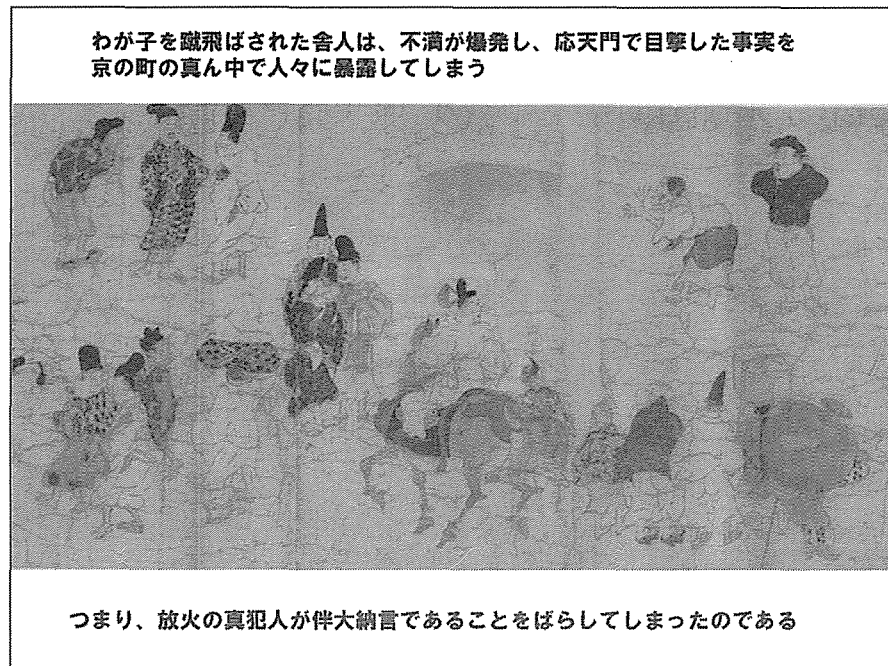 わが子を蹴飛ばされた舎人は、不満が爆発し、応天門で目撃した事実を
京の町の真ん中で人々に暴露してしまう
つまり、放火の真犯人が伴大納言であることをばらしてしまったのである